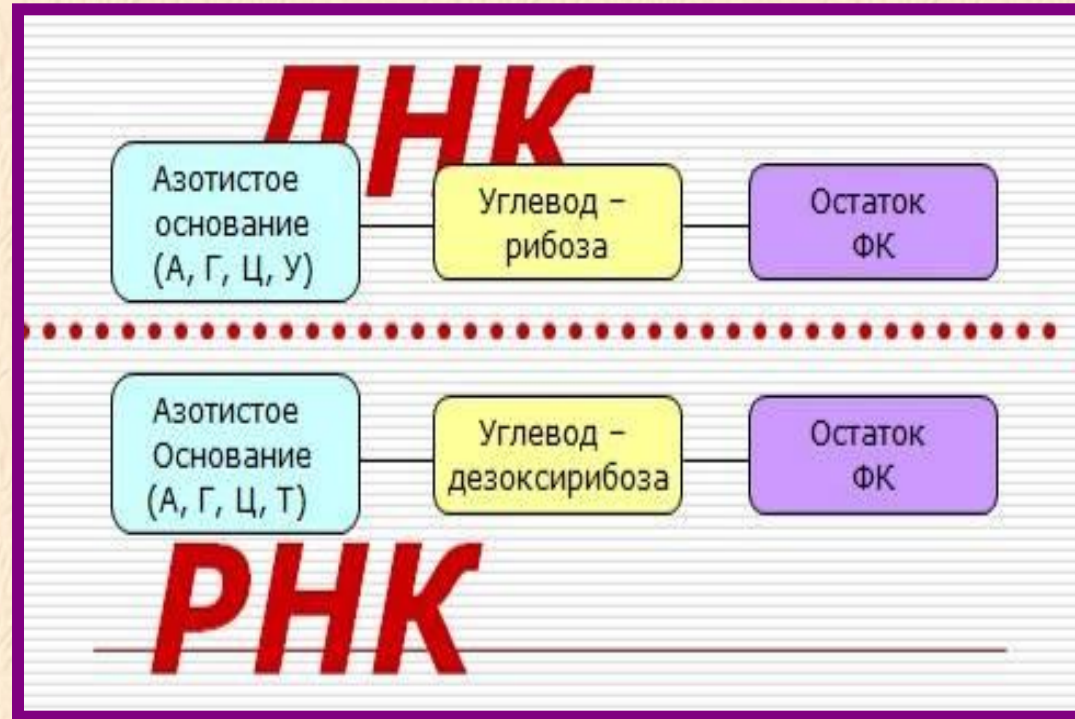 ДНК
Азотистое
основание
(А, Г, Ц, У)
Углевод –
рибоза
Остаток
ФК
Азотистое
Основание
(А, Г, Ц, Т)
Углевод –
дезоксирибоза
Остаток
ФК
РНК